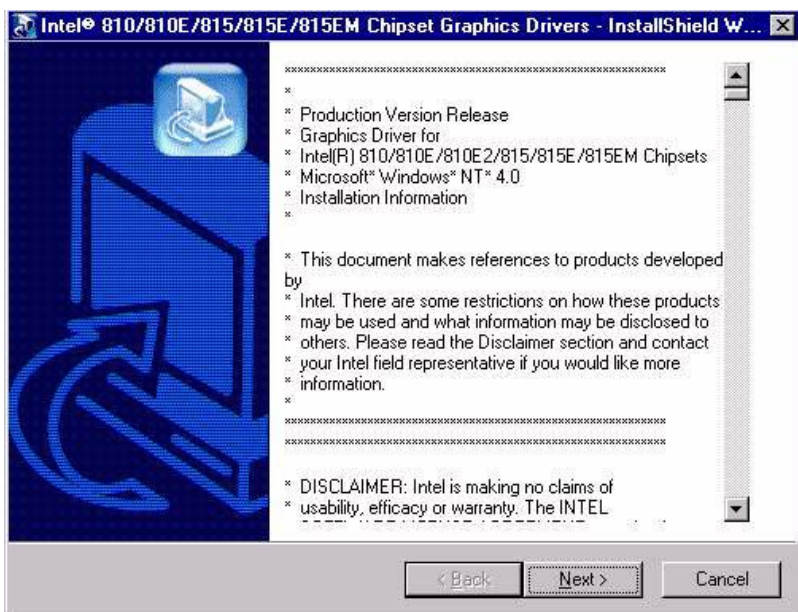 Intel® 810/810E/815/815E/815EM Chipset Graphics Drivers - InstallShield W...
************************************************************
*
* Production Version Release
* Graphics Driver for
* Intel(R) 810/810E/810E2/815/815E/815EM Chipsets
* Microsoft* Windows* NT* 4.0
* Installation Information
*
* This document makes references to products developed
by
* Intel. There are some restrictions on how these products
* may be used and what information may be disclosed to
* others. Please read the Disclaimer section and contact
* your Intel field representative if you would like more
* information.
*
************************************************************
************************************************************
* DISCLAIMER: Intel is making no claims of
* usability, efficacy or warranty. The INTEL
< Back
Next >
Cancel